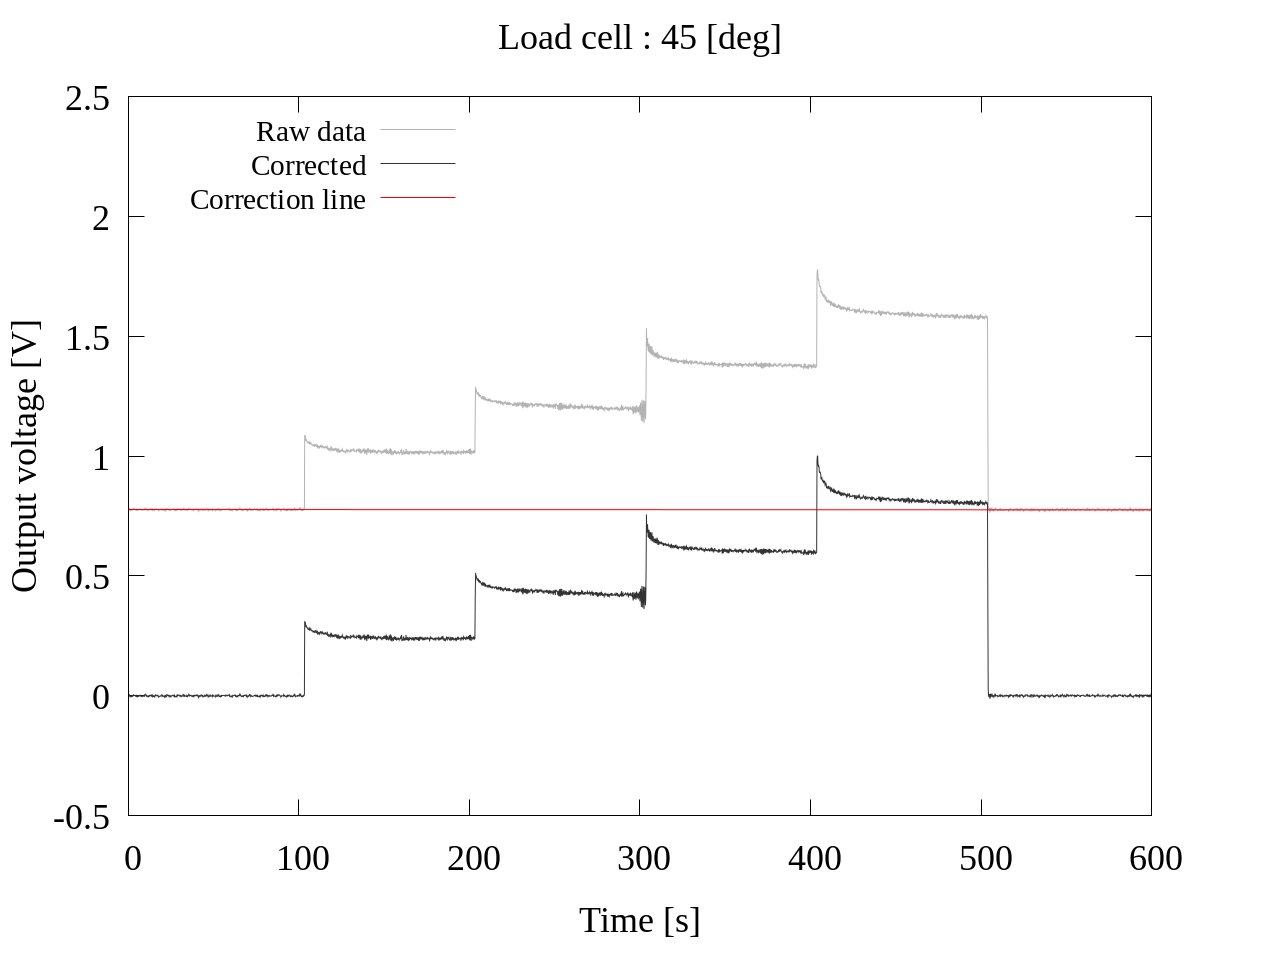 Load cell : 45 [deg]
2.5
Raw data
Corrected
Correction line
2
1.5
1
0.5
0
-0.5
Output voltage [V]
0 100 200 300 400 500 600
Time [s]